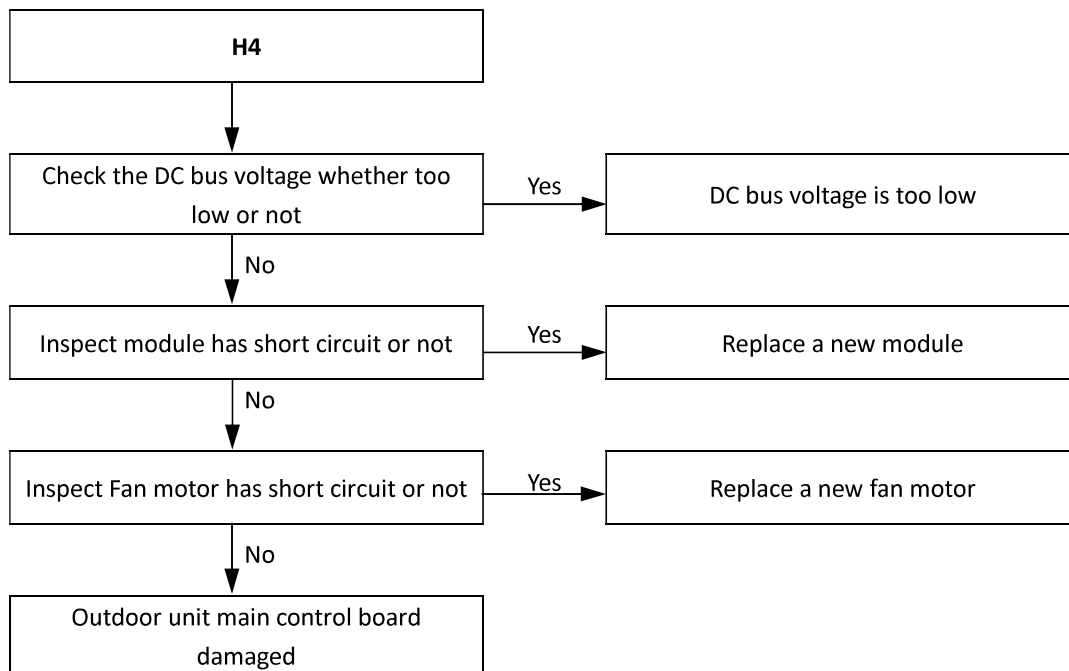 H4
Check the DC bus voltage whether too
low or not
Yes
DC bus voltage is too low
No
Inspect module has short circuit or not
Yes
Replace a new module
No
Inspect Fan motor has short circuit or not
Yes
Replace a new fan motor
No
Outdoor unit main control board
damaged